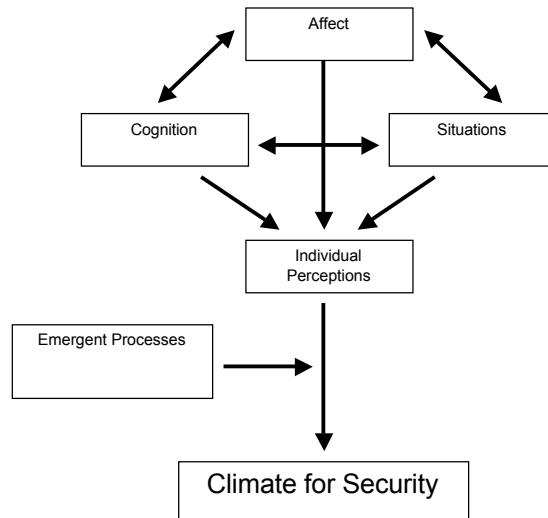 Affect
Cognition
Situations
Individual
Perceptions
Emergent Processes
Climate for Security